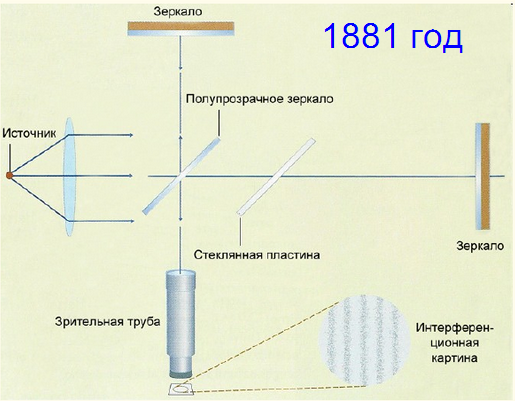 Зеркало
1881 год
Полупрозрачное зеркало
Источник
Зеркало
Стеклянная пластина
Зрительная труба
Интерферен-
ционная
картина